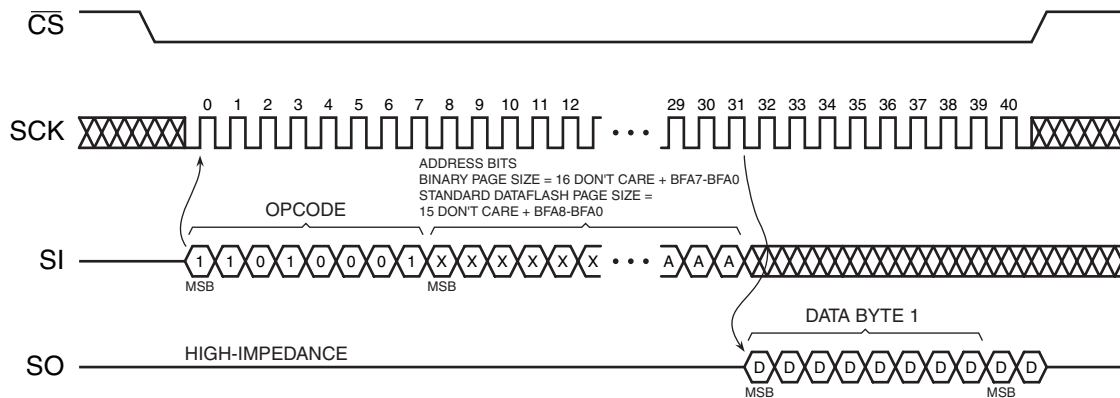 CS
SCK
0 1 2 3 4 5 6 7 8 9 10 11 12 • • • 29 30 31 32 33 34 35 36 37 38 39 40
ADDRESS BITS
BINARY PAGE SIZE = 16 DON'T CARE + BFA7-BFA0
STANDARD DATAFLASH PAGE SIZE =
15 DON'T CARE + BFA8-BFA0
OPCODE
SI
1 1 0 1 0 0 0 1 X X X X X X • • • A A A
MSB MSB
DATA BYTE 1
SO
HIGH-IMPEDANCE
D D D D D D D D D D
MSB MSB